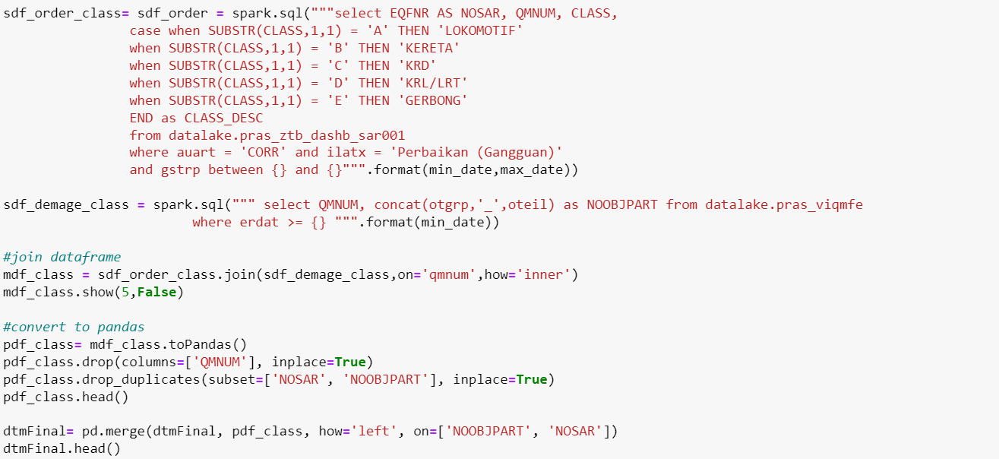 sdf_order_class= sdf_order = spark.sql("""select EQFNR AS NOSAR, QMNUM, CLASS,
case when SUBSTR(CLASS,1,1) = 'A' THEN 'LOKOMOTIF'
when SUBSTR(CLASS,1,1) = 'B' THEN 'KERETA'
when SUBSTR(CLASS,1,1) = 'C' THEN 'KRD'
when SUBSTR(CLASS,1,1) = 'D' THEN 'KRL/LRT'
when SUBSTR(CLASS,1,1) = 'E' THEN 'GERBONG'
END as CLASS_DESC
from datalake.pras_ztb_dashb_sar001
where auart = 'CORR' and ilatx = 'Perbaikan (Gangguan)'
and gstrp between {} and {}""".format(min_date,max_date))
sdf_demage_class = spark.sql(""" select QMNUM, concat(otgrp,'_',oteil) as NOOBJPART from datalake.pras_viqmfe
where erdat >= {} """.format(min_date))
#join dataframe
mdf_class = sdf_order_class.join(sdf_demage_class,on='qmnum',how='inner')
mdf_class.show(5,False)
#convert to pandas
pdf_class= mdf_class.toPandas()
pdf_class.drop(columns=['QMNUM'], inplace=True)
pdf_class.drop_duplicates(subset=['NOSAR', 'NOOBJPART'], inplace=True)
pdf_class.head()
dtmFinal= pd.merge(dtmFinal, pdf_class, how='left', on=['NOOBJPART', 'NOSAR'])
dtmFinal.head()